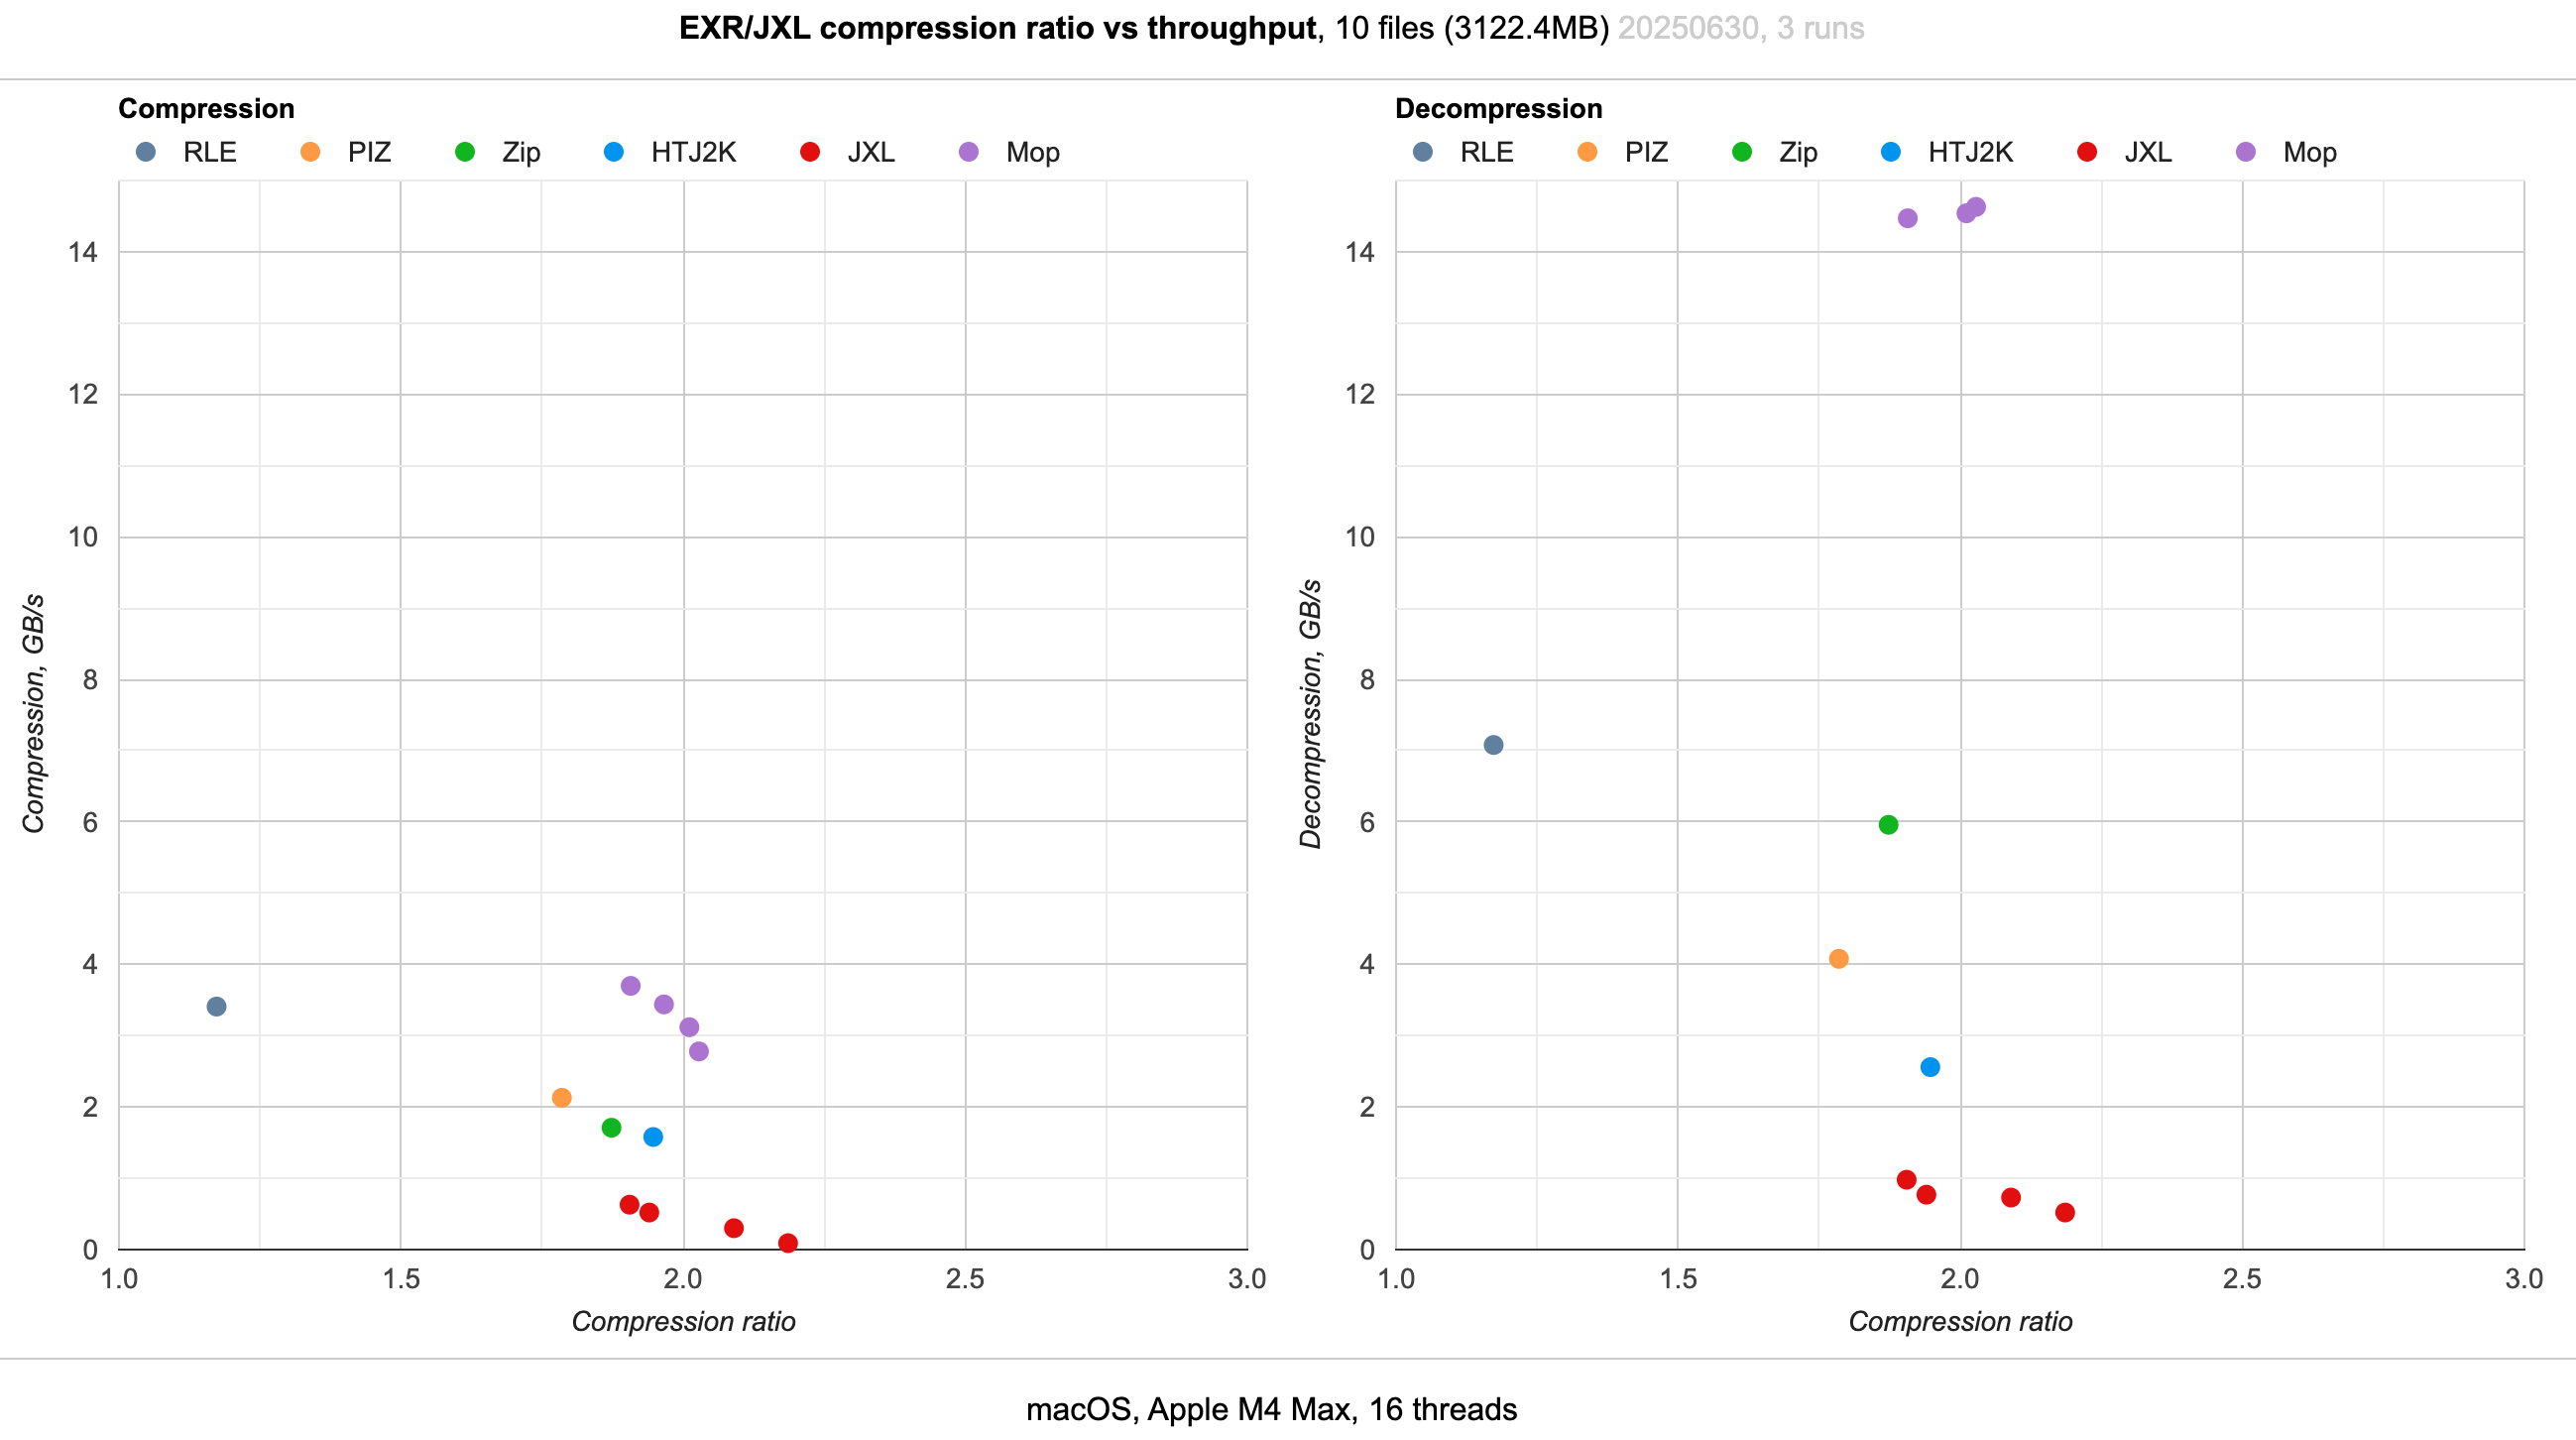 EXR/JXL compression ratio vs throughput, 10 files (3122.4MB) 20250630, 3 runs
Compression
RLE PIZ Zip HTJ2K JXL Mop
14
12
10
8
6
4
2
0
Compression, GB/s
1.0 1.5 2.0 2.5 3.0
Compression ratio
Decompression
RLE PIZ Zip HTJ2K JXL Mop
14
12
10
8
6
4
2
0
Decompression, GB/s
1.0 1.5 2.0 2.5 3.0
Compression ratio
macOS, Apple M4 Max, 16 threads